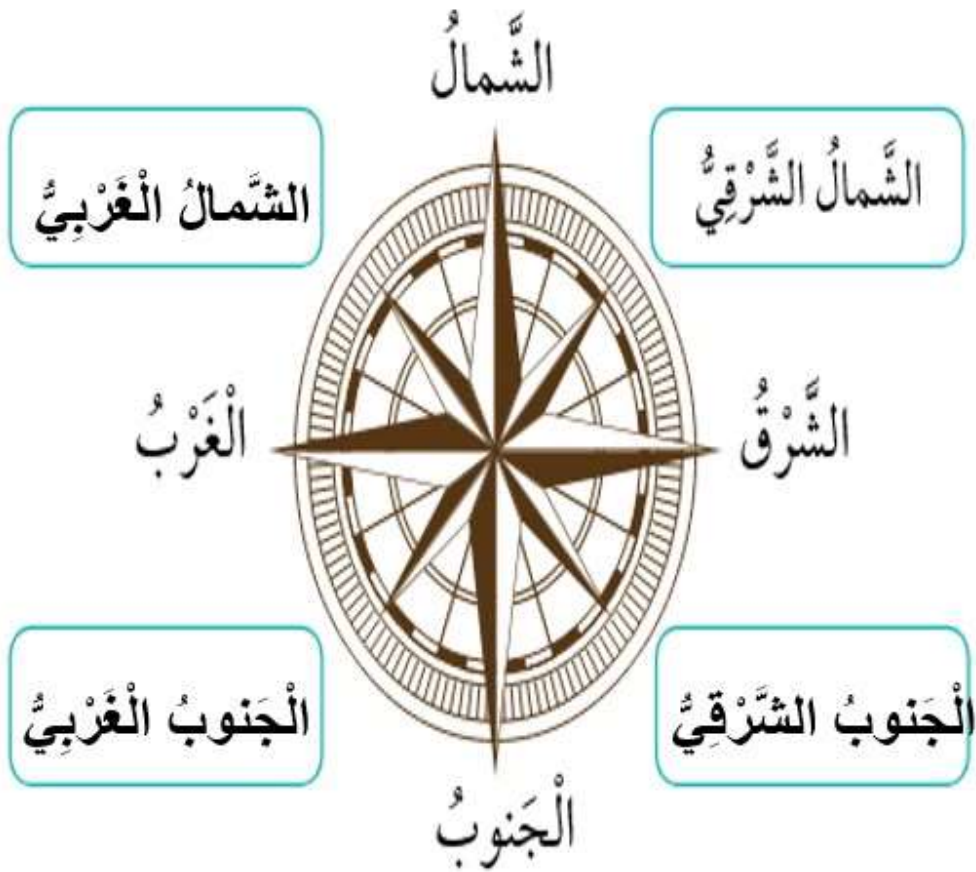 الشَّمالُ
الشَّمالُ الشَّرْقِيُّ
الشَّمالُ الْغَرْبِيُّ
الشَّرْقُ
الْغَرْبُ
الْجَنوبُ الشَّرْقِيُّ
الْجَنوبُ الْغَرْبِيُّ
الْجَنوبُ